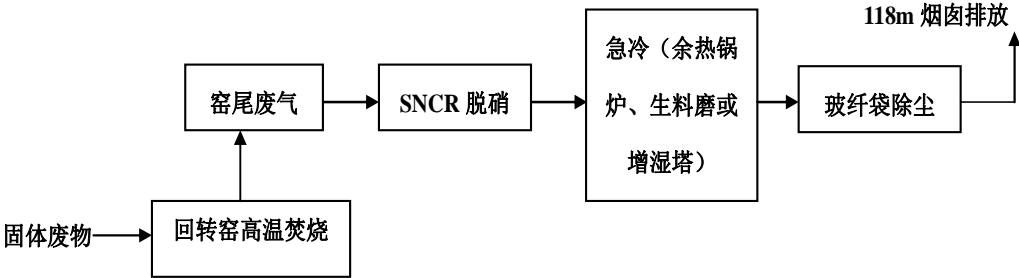 118m 烟囱排放
急冷（余热锅
炉、生料磨或
增湿塔）
窑尾废气
SNCR 脱硝
玻纤袋除尘
固体废物
回转窑高温焚烧